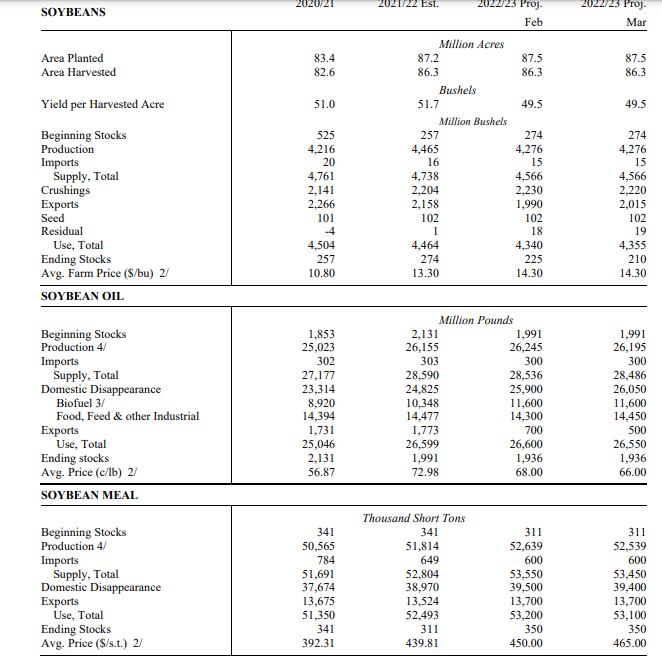 2020/21 2021/22 Est. 2022/23 Proj. 2022/23 Proj.
SOYBEANS
Feb Mar
Million Acres
Area Planted 83.4 87.2 87.5 87.5
Area Harvested 82.6 86.3 86.3 86.3
Bushels
Yield per Harvested Acre 51.0 51.7 49.5 49.5
Million Bushels
Beginning Stocks 525 257 274 274
Production 4,216 4,465 4,276 4,276
Imports 20 16 15 15
Supply, Total 4,761 4,738 4,566 4,566
Crushings 2,141 2,204 2,230 2,220
Exports 2,266 2,158 1,990 2,015
Seed 101 102 102 102
Residual -4 1 18 19
Use, Total 4,504 4,464 4,340 4,355
Ending Stocks 257 274 225 210
Avg. Farm Price ($/bu) 2/ 10.80 13.30 14.30 14.30
SOYBEAN OIL
Million Pounds
Beginning Stocks 1,853 2,131 1,991 1,991
Production 4/ 25,023 26,155 26,245 26,195
Imports 302 303 300 300
Supply, Total 27,177 28,590 28,536 28,486
Domestic Disappearance 23,314 24,825 25,900 26,050
Biofuel 3/ 8,920 10,348 11,600 11,600
Food, Feed & other Industrial 14,394 14,477 14,300 14,450
Exports 1,731 1,773 700 500
Use, Total 25,046 26,599 26,600 26,550
Ending stocks 2,131 1,991 1,936 1,936
Avg. Price (c/lb) 2/ 56.87 72.98 68.00 66.00
SOYBEAN MEAL
Thousand Short Tons
Beginning Stocks 341 341 311 311
Production 4/ 50,565 51,814 52,639 52,539
Imports 784 649 600 600
Supply, Total 51,691 52,804 53,550 53,450
Domestic Disappearance 37,674 38,970 39,500 39,400
Exports 13,675 13,524 13,700 13,700
Use, Total 51,350 52,493 53,200 53,100
Ending Stocks 341 311 350 350
Avg. Price ($/s.t.) 2/ 392.31 439.81 450.00 465.00